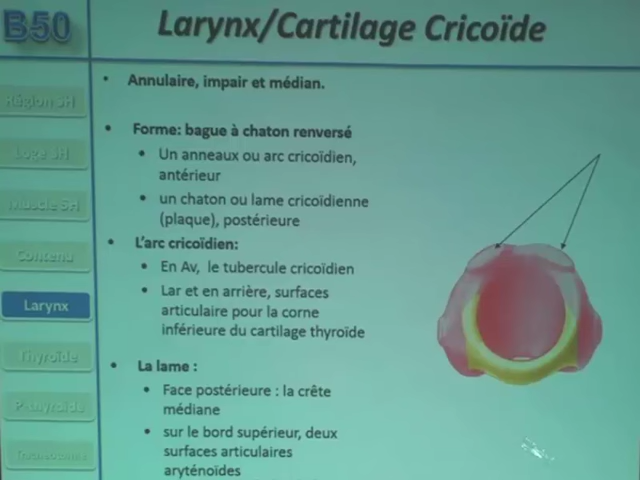 B50
Larynx/Cartilage Cricoïde
Région SH
Loge SH
Muscle SH
Contenu
Larynx
Thyroïde
P thyroïde
• Annulaire, impair et médian.
• Forme: bague à chaton renversé
• Un anneaux ou arc cricoïdien,
antérieur
• un chaton ou lame cricoïdienne
(plaque), postérieure
• L'arc cricoïdien:
• En Av, le tubercule cricoïdien
• Lar et en arrière, surfaces
articulaire pour la corne
inférieure du cartilage thyroïde
• La lame :
• Face postérieure : la crête
médiane
• sur le bord supérieur, deux
surfaces articulaires
aryténoïdes